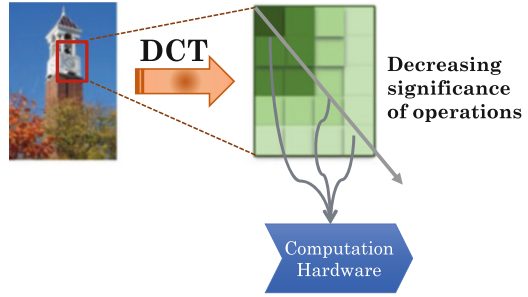 DCT
Decreasing
significance
of operations
Computation
Hardware